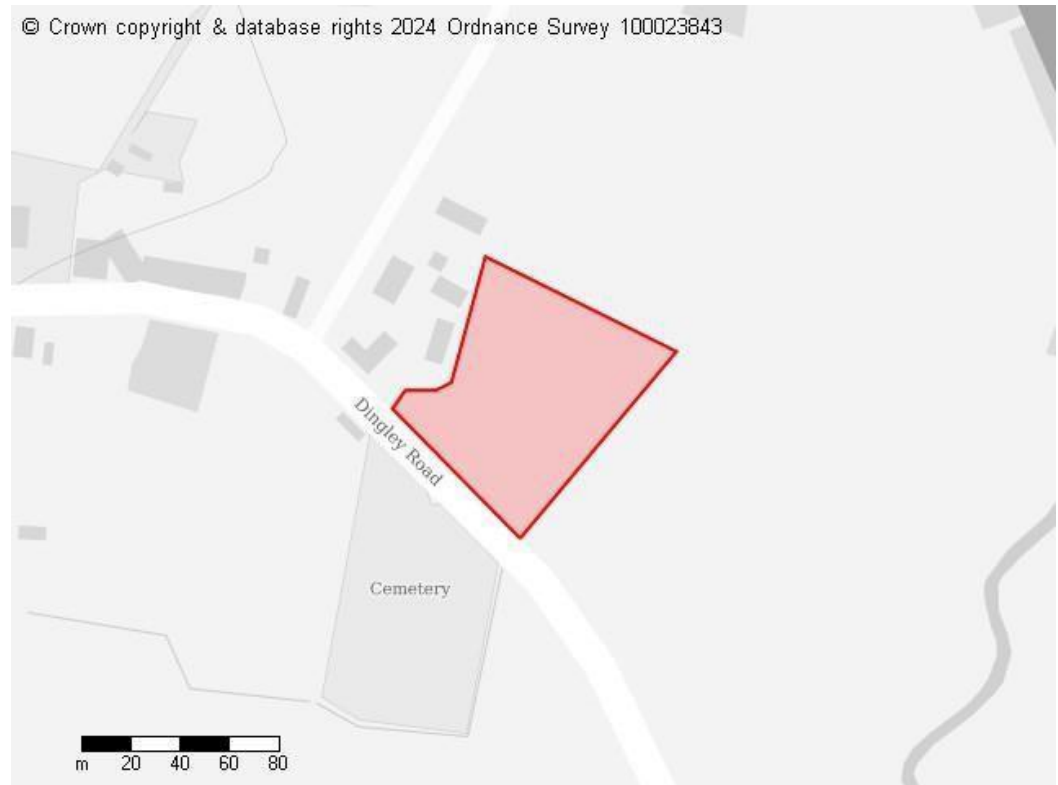 © Crown copyright & database rights 2024 Ordnance Survey 100023843
Dingley Road
Cemetery
m 20 40 60 80